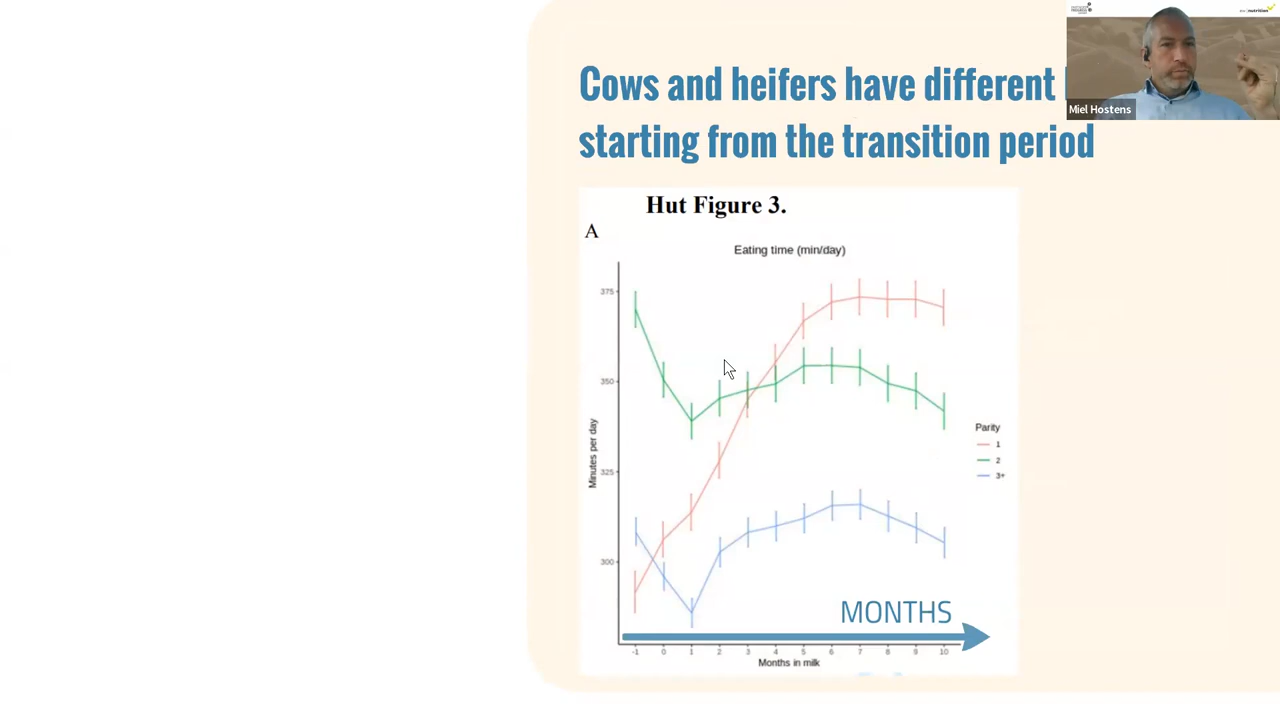 Cows and heifers have different
starting from the transition period
Miel Hostens
Hut Figure 3.
A
Eating time (min/day)
375
350
325
300
Minutes per day
Parity
1
2
3+
MONTHS
-1 0 1 2 3 4 5 6 7 8 9 10
Months in milk